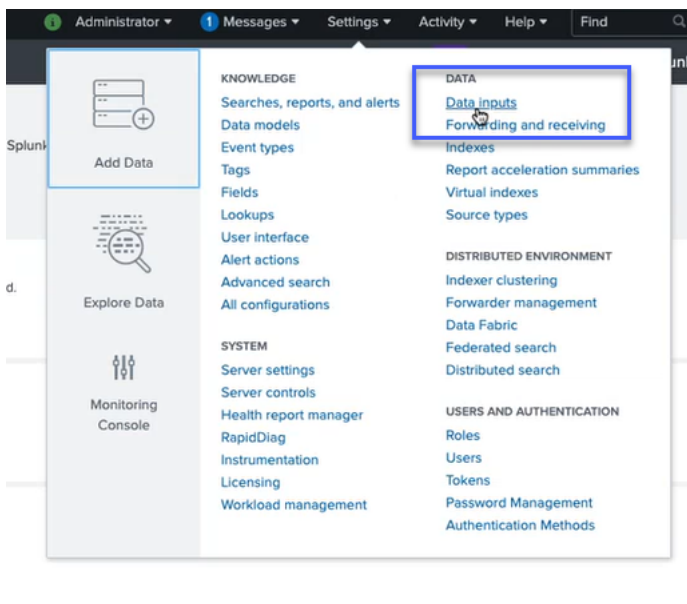 i Administrator ▾ 1 Messages ▾ Settings ▾ Activity ▾ Help ▾ Find
Splunk
d.
Add Data
Explore Data
Monitoring
Console
KNOWLEDGE
Searches, reports, and alerts
Data models
Event types
Tags
Fields
Lookups
User interface
Alert actions
Advanced search
All configurations
SYSTEM
Server settings
Server controls
Health report manager
RapidDiag
Instrumentation
Licensing
Workload management
DATA
Data inputs
Forwarding and receiving
Indexes
Report acceleration summaries
Virtual indexes
Source types
DISTRIBUTED ENVIRONMENT
Indexer clustering
Forwarder management
Data Fabric
Federated search
Distributed search
USERS AND AUTHENTICATION
Roles
Users
Tokens
Password Management
Authentication Methods